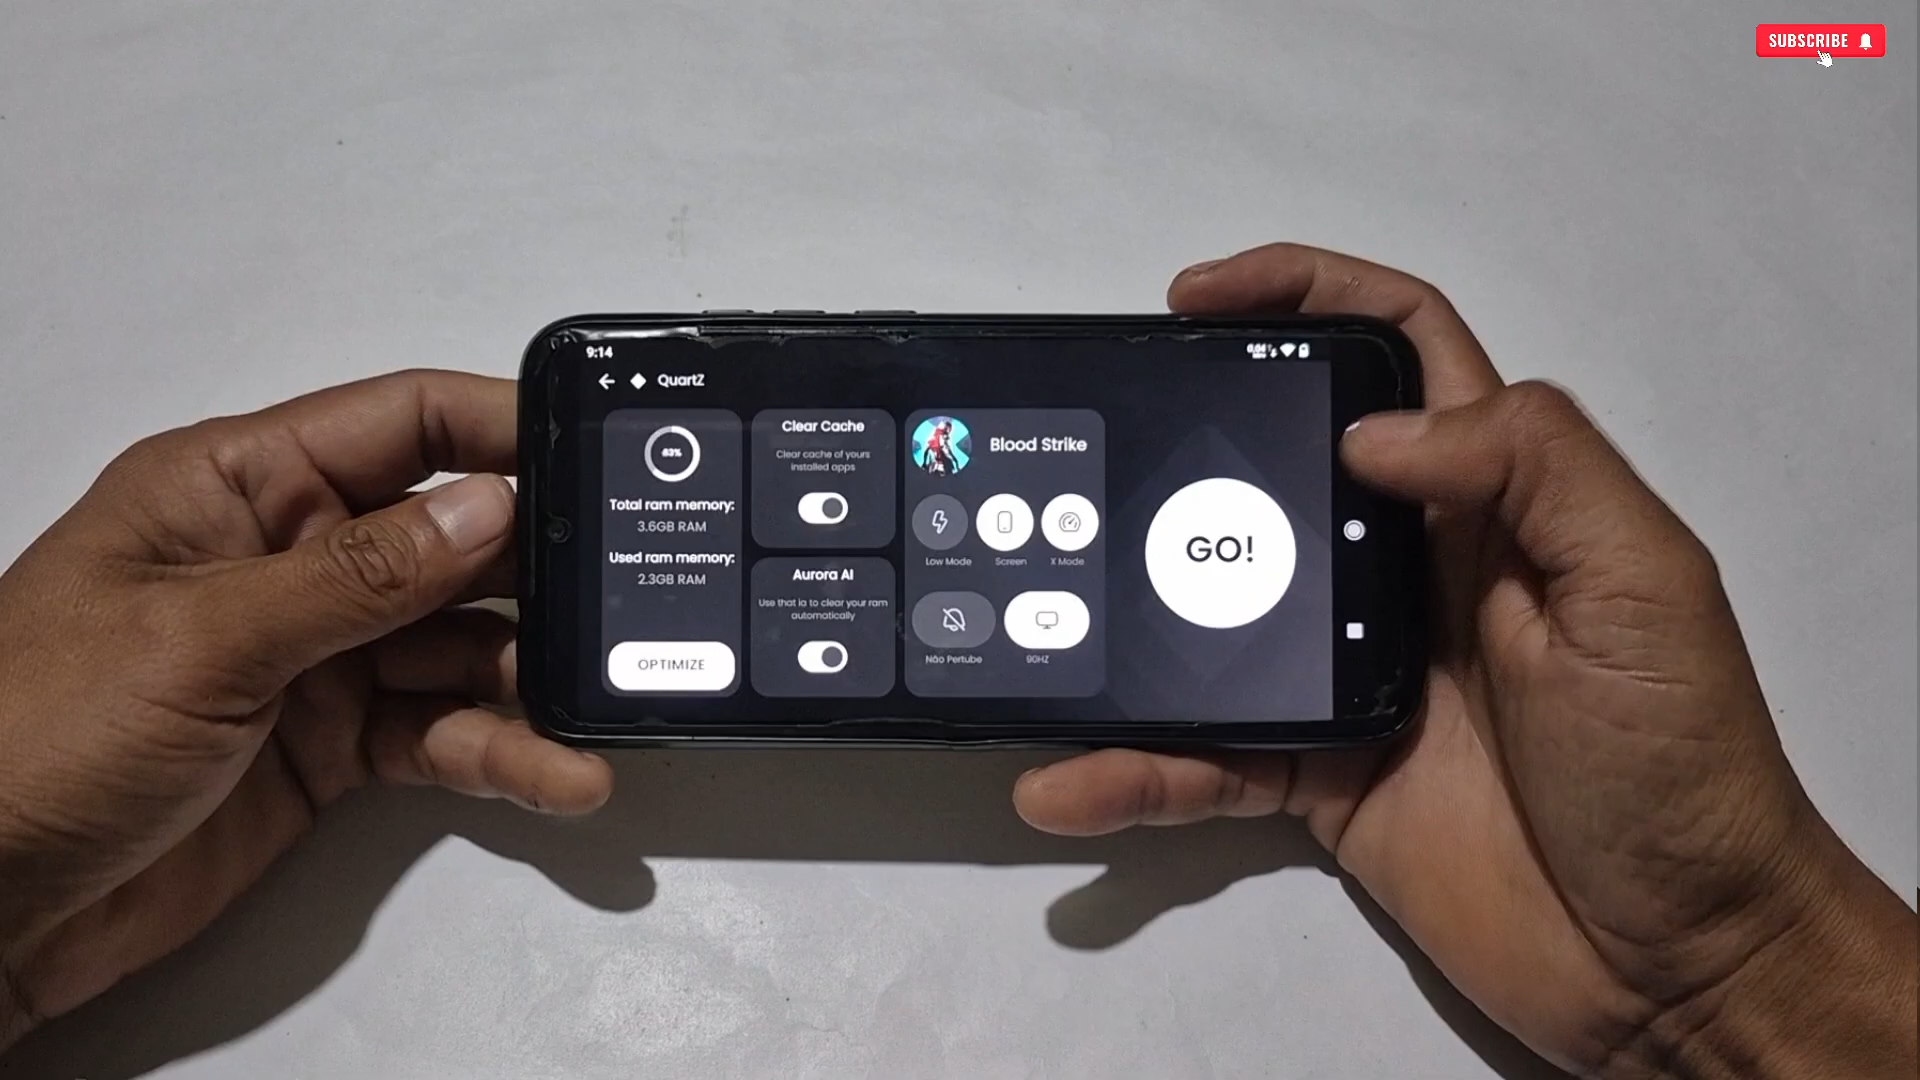 SUBSCRIBE
9:14
QuartZ
63%
Total ram memory:
3.6GB RAM
Used ram memory:
2.3GB RAM
OPTIMIZE
Clear Cache
Clear cache of yours
installed apps
Aurora AI
Use that ia to clear your ram
automatically
Blood Strike
Low Mode
Screen
X Mode
Não Pertube
90HZ
GO!